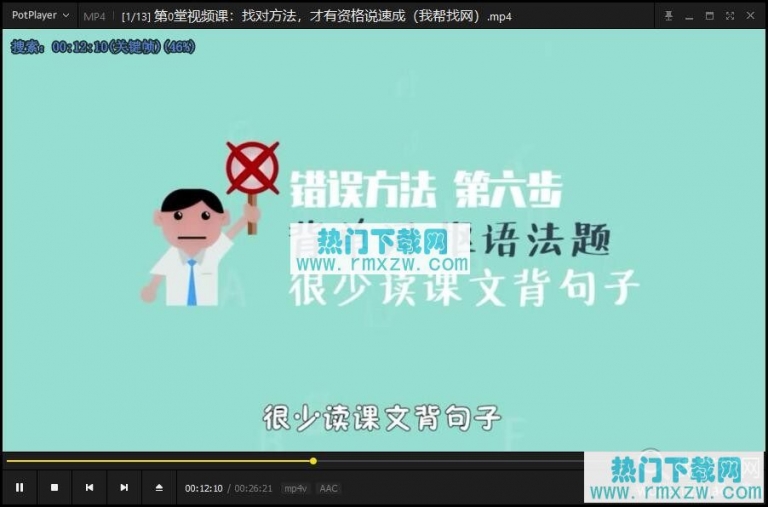 PotPlayer MP4 [1/13] 第0堂视频课：找对方法，才有资格说速成（我帮找网）.mp4
搜索: 00:12:10(关键帧)(46%)
错误方法 第六步
语法题
热门下载网
www.rmxzw.com
很少读课文背句子
很少读课文背句子
热门下载网
www.rmxzw.com
00:12:10 / 00:26:21 mp4v AAC